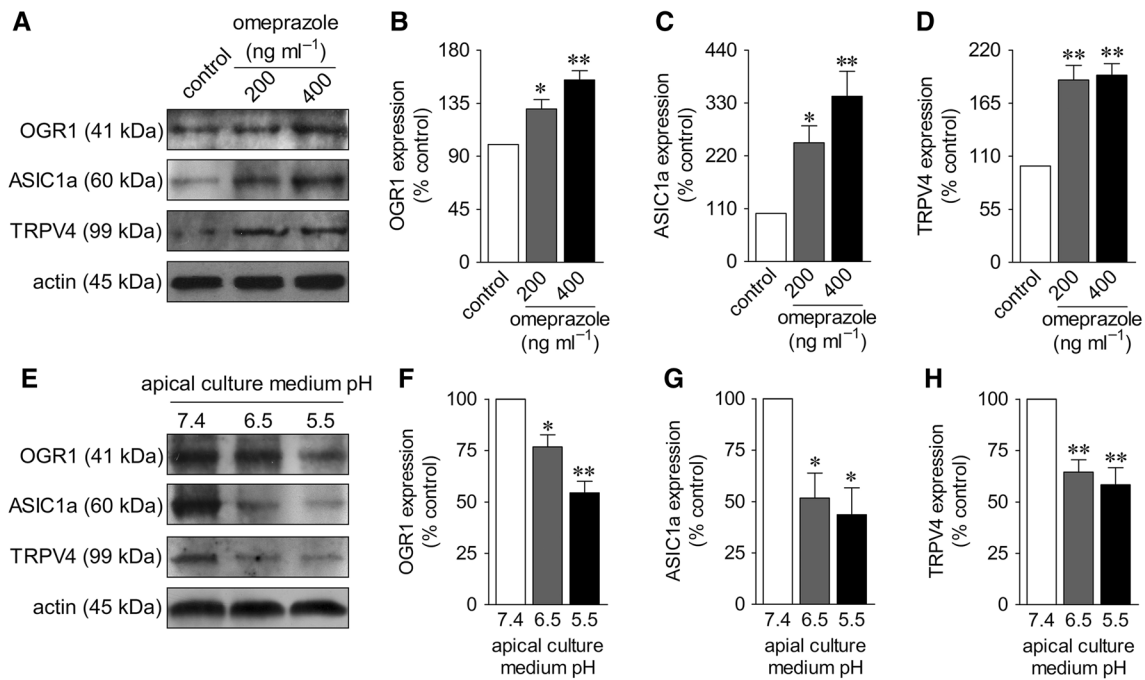 A
omeprazole
(ng ml⁻¹)
control
200
400
OGR1 (41 kDa)
ASIC1a (60 kDa)
TRPV4 (99 kDa)
actin (45 kDa)
B
OGR1 expression
(% control)
180
135
90
45
0
*
**
control
200
400
omeprazole
(ng ml⁻¹)
C
ASIC1a expression
(% control)
440
330
220
110
0
*
**
control
200
400
omeprazole
(ng ml⁻¹)
D
TRPV4 expression
(% control)
220
165
110
55
0
**
**
control
200
400
omeprazole
(ng ml⁻¹)
E
apical culture medium pH
7.4 6.5 5.5
OGR1 (41 kDa)
ASIC1a (60 kDa)
TRPV4 (99 kDa)
actin (45 kDa)
F
OGR1 expression
(% control)
100
75
50
25
0
*
**
7.4 6.5 5.5
apical culture
medium pH
G
ASIC1a expression
(% control)
100
75
50
25
0
*
*
7.4 6.5 5.5
apial culture
medium pH
H
TRPV4 expression
(% control)
100
75
50
25
0
**
**
7.4 6.5 5.5
apical culture
medium pH